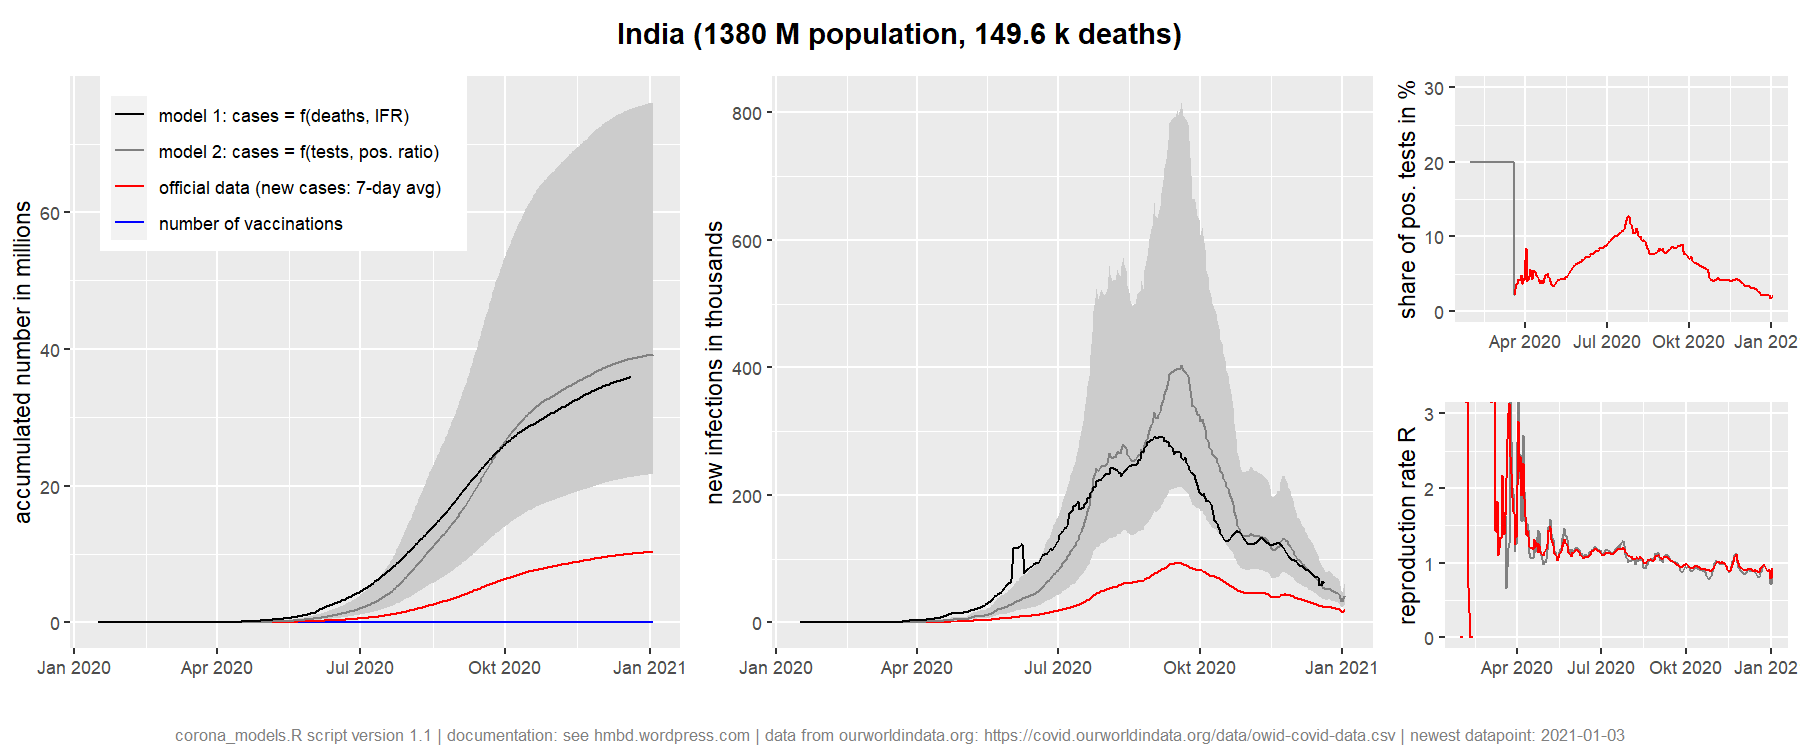 India (1380 M population, 149.6 k deaths)
accumulated number in millions
60
40
20
0
model 1: cases = f(deaths, IFR)
model 2: cases = f(tests, pos. ratio)
official data (new cases: 7-day avg)
number of vaccinations
Jan 2020 Apr 2020 Jul 2020 Okt 2020 Jan 2021
new infections in thousands
800
600
400
200
0
Jan 2020 Apr 2020 Jul 2020 Okt 2020 Jan 2021
share of pos. tests in %
30
20
10
0
Apr 2020 Jul 2020 Okt 2020 Jan 202
reproduction rate R
3
2
1
0
Apr 2020 Jul 2020 Okt 2020 Jan 202
corona_models.R script version 1.1 | documentation: see hmbd.wordpress.com | data from ourworldindata.org: https://covid.ourworldindata.org/data/owid-covid-data.csv | newest datapoint: 2021-01-03